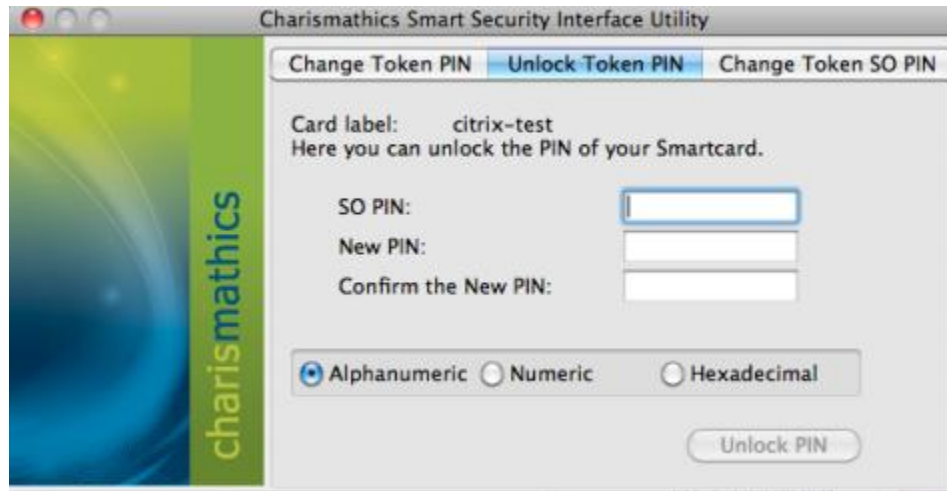 Charismathics Smart Security Interface Utility
Change Token PIN Unlock Token PIN Change Token SO PIN
Card label: citrix-test
Here you can unlock the PIN of your Smartcard.
SO PIN:
New PIN:
Confirm the New PIN:
Alphanumeric Numeric Hexadecimal
Unlock PIN
charismathics